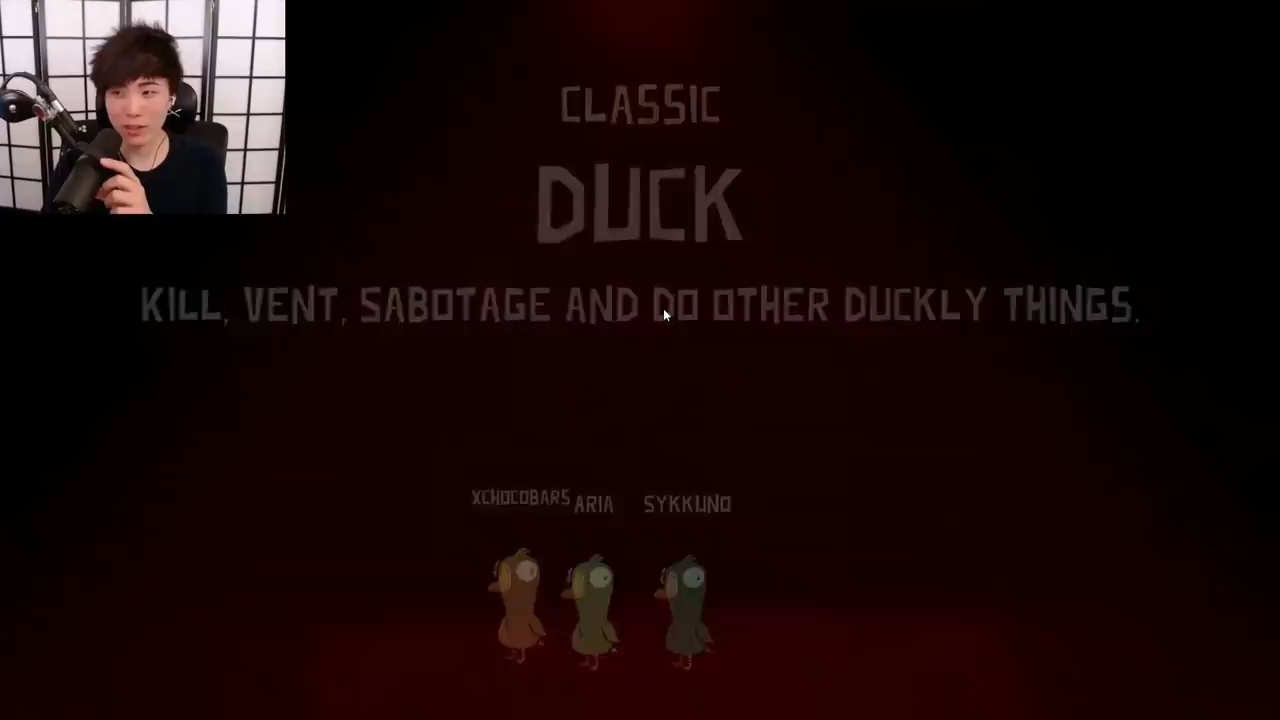 CLASSIC
DUCK
KILL, VENT, SABOTAGE AND DO OTHER DUCKLY THINGS.
XCHOCOBARS ARIA SYKKUNO